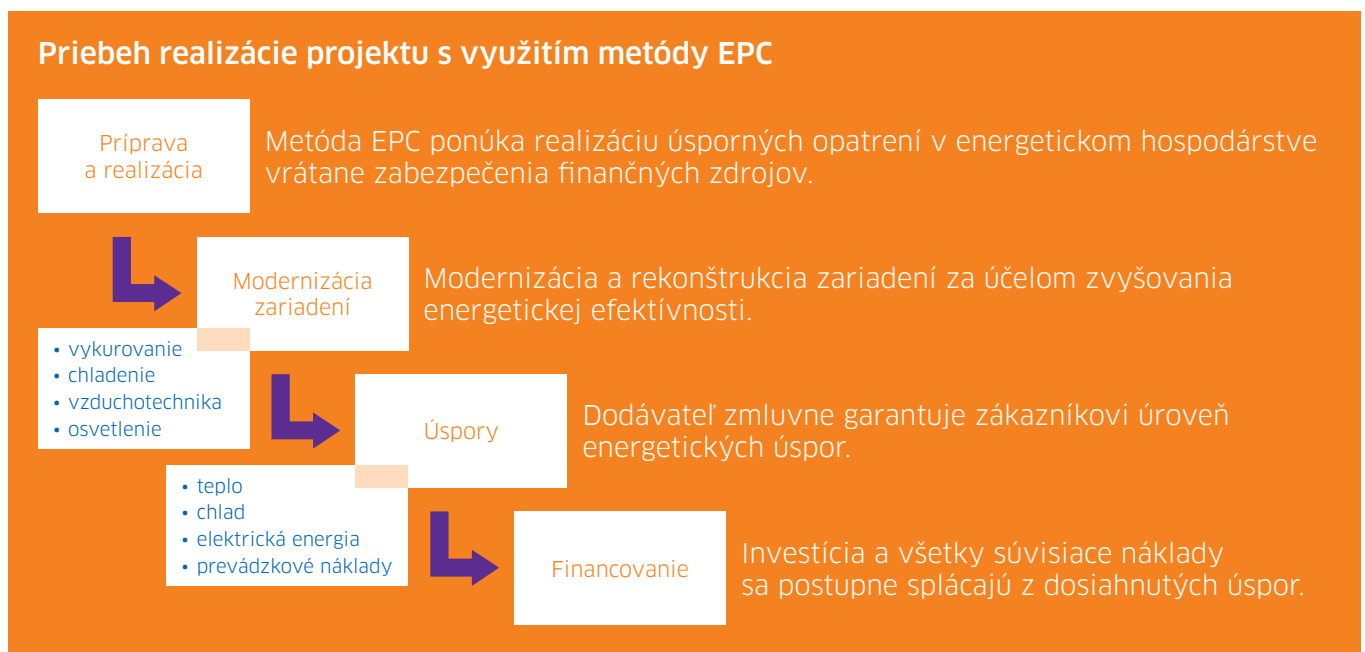 Priebeh realizácie projektu s využitím metódy EPC
Príprava
a realizácia
Metóda EPC ponúka realizáciu úsporných opatrení v energetickom hospodárstve
vrátane zabezpečenia finančných zdrojov.
Modernizácia
zariadení
Modernizácia a rekonštrukcia zariadení za účelom zvyšovania
energetickej efektívnosti.
• vykurovanie
• chladenie
• vzduchotechnika
• osvetlenie
Úspory
Dodávateľ zmluvne garantuje zákazníkovi úroveň
energetických úspor.
• teplo
• chlad
• elektrická energia
• prevádzkové náklady
Financovanie
Investícia a všetky súvisiace náklady
sa postupne splácajú z dosiahnutých úspor.